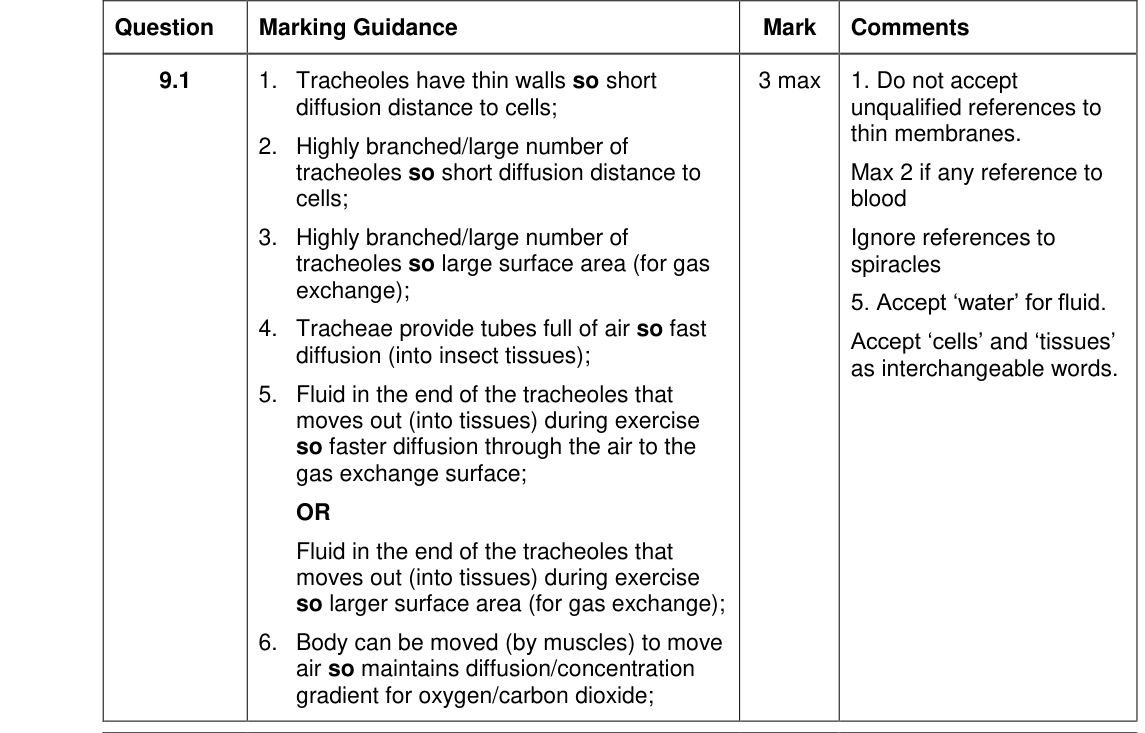 Question Marking Guidance Mark Comments
9.1
1. Tracheoles have thin walls so short
diffusion distance to cells;
2. Highly branched/large number of
tracheoles so short diffusion distance to
cells;
3. Highly branched/large number of
tracheoles so large surface area (for gas
exchange);
4. Tracheae provide tubes full of air so fast
diffusion (into insect tissues);
5. Fluid in the end of the tracheoles that
moves out (into tissues) during exercise
so faster diffusion through the air to the
gas exchange surface;
OR
Fluid in the end of the tracheoles that
moves out (into tissues) during exercise
so larger surface area (for gas exchange);
6. Body can be moved (by muscles) to move
air so maintains diffusion/concentration
gradient for oxygen/carbon dioxide;
3 max
1. Do not accept
unqualified references to
thin membranes.
Max 2 if any reference to
blood
Ignore references to
spiracles
5. Accept ‘water’ for fluid.
Accept ‘cells’ and ‘tissues’
as interchangeable words.